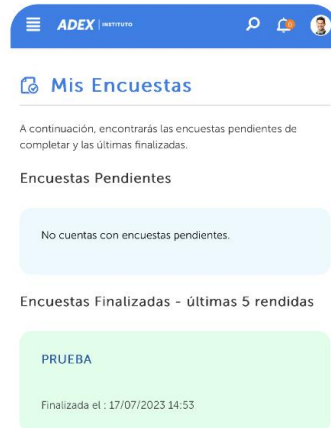 ADEX INSTITUTO
Mis Encuestas
A continuación, encontrarás las encuestas pendientes de
completar y las últimas finalizadas.
Encuestas Pendientes
No cuentas con encuestas pendientes.
Encuestas Finalizadas - últimas 5 rendidas
PRUEBA
Finalizada el : 17/07/2023 14:53